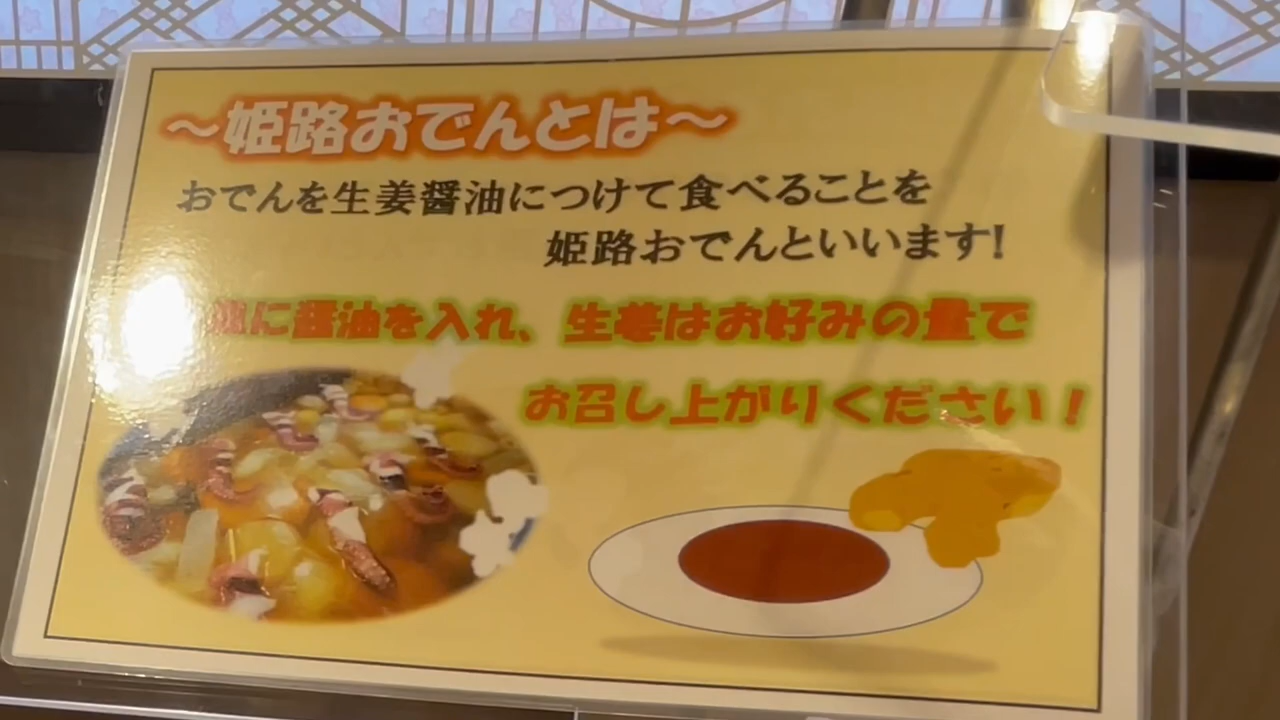 ～姫路おでんとは～
おでんを生姜醤油につけて食べることを
姫路おでんといいます!
に醤油を入れ、生姜はお好みの量で
お召し上がりください！